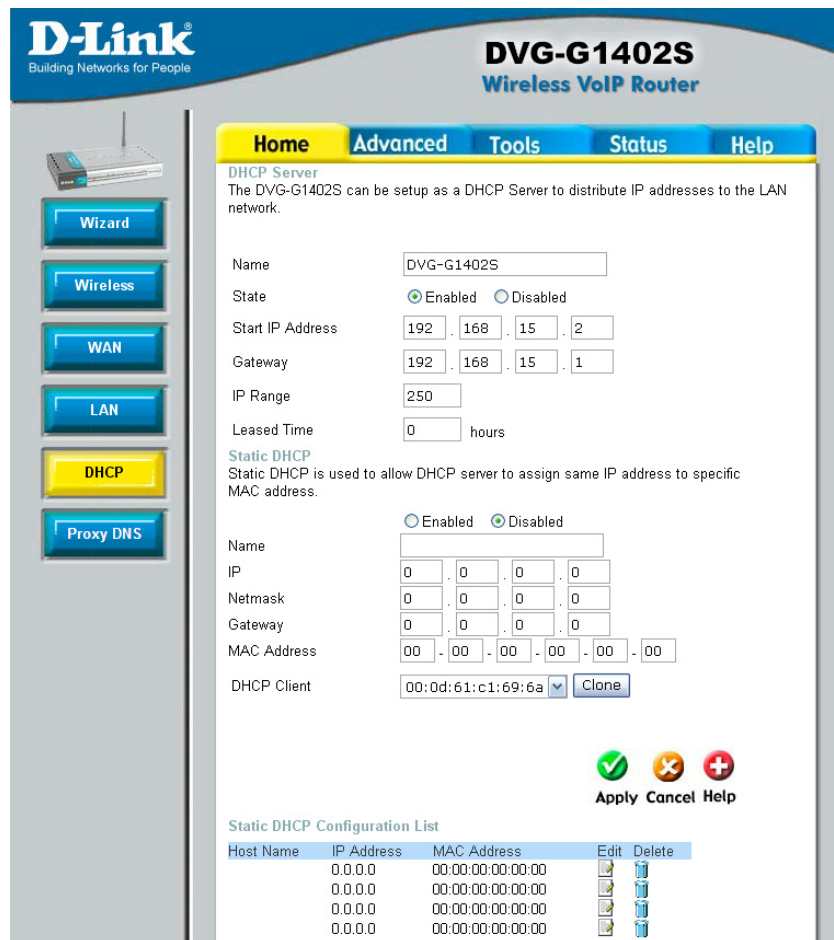 D-Link®
Building Networks for People
DVG-G1402S
Wireless VoIP Router
Home Advanced Tools Status Help
Wizard
Wireless
WAN
LAN
DHCP
Proxy DNS
DHCP Server
The DVG-G1402S can be setup as a DHCP Server to distribute IP addresses to the LAN
network.
Name DVG-G1402S
State Enabled Disabled
Start IP Address 192 . 168 . 15 . 2
Gateway 192 . 168 . 15 . 1
IP Range 250
Leased Time 0 hours
Static DHCP
Static DHCP is used to allow DHCP server to assign same IP address to specific
MAC address.
Enabled Disabled
Name
IP 0 . 0 . 0 . 0
Netmask 0 . 0 . 0 . 0
Gateway 0 . 0 . 0 . 0
MAC Address 00 - 00 - 00 - 00 - 00 - 00
DHCP Client 00:0d:61:c1:69:6a Clone
Apply Cancel Help
Static DHCP Configuration List
Host Name IP Address MAC Address Edit Delete
0.0.0.0 00:00:00:00:00:00
0.0.0.0 00:00:00:00:00:00
0.0.0.0 00:00:00:00:00:00
0.0.0.0 00:00:00:00:00:00